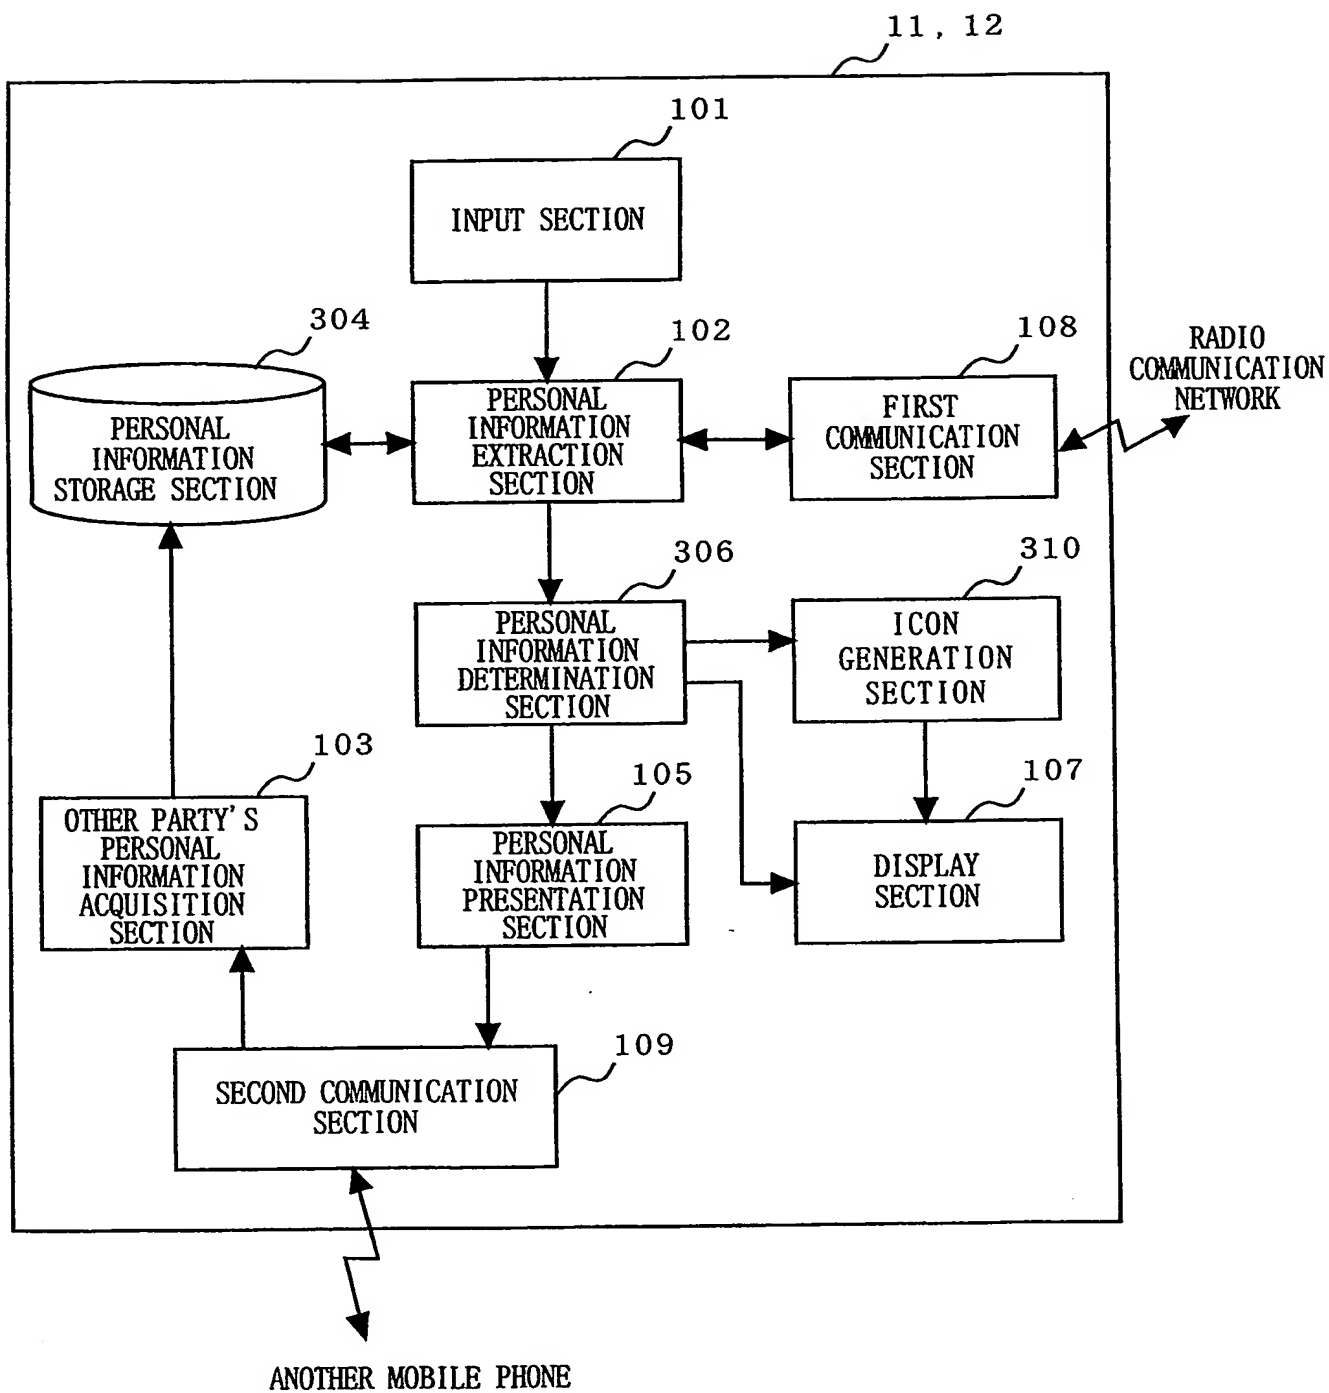 11, 12
101
INPUT SECTION
304
102
108
RADIO
COMMUNICATION
NETWORK
PERSONAL
INFORMATION
STORAGE SECTION
PERSONAL
INFORMATION
EXTRACTION
SECTION
FIRST
COMMUNICATION
SECTION
306
310
PERSONAL
INFORMATION
DETERMINATION
SECTION
ICON
GENERATION
SECTION
103
105
107
OTHER PARTY'S
PERSONAL
INFORMATION
ACQUISITION
SECTION
PERSONAL
INFORMATION
PRESENTATION
SECTION
DISPLAY
SECTION
109
SECOND COMMUNICATION
SECTION
ANOTHER MOBILE PHONE